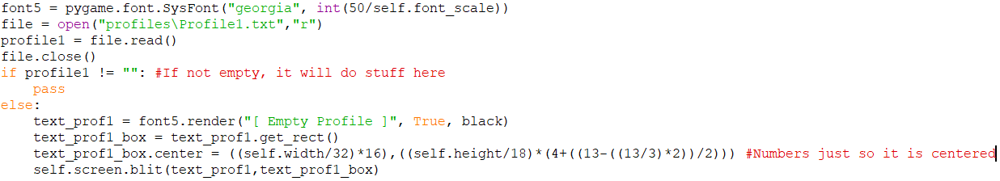 font5 = pygame.font.SysFont("georgia", int(50/self.font_scale))
file = open("profiles\Profile1.txt","r")
profile1 = file.read()
file.close()
if profile1 != "": #If not empty, it will do stuff here
    pass
else:
    text_prof1 = font5.render("[ Empty Profile ]", True, black)
    text_prof1_box = text_prof1.get_rect()
    text_prof1_box.center = ((self.width/32)*16),((self.height/18)*(4+((13-((13/3)*2))/2))) #Numbers just so it is centered
    self.screen.blit(text_prof1,text_prof1_box)